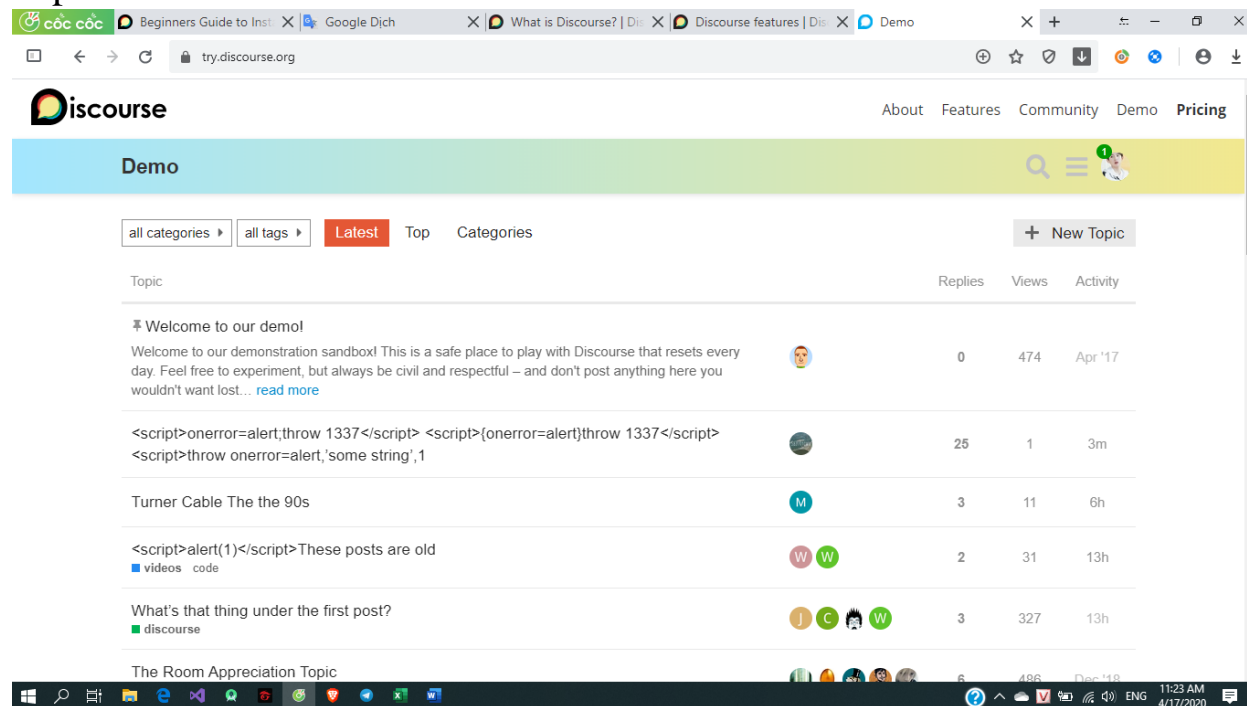 cốc cốc Beginners Guide to Inst Google Dịch What is Discourse? | Dis Discourse features | Dis Demo
try.discourse.org
Discourse About Features Community Demo Pricing
Demo 1
all categories all tags Latest Top Categories + New Topic
Topic Replies Views Activity
Welcome to our demo!
Welcome to our demonstration sandbox! This is a safe place to play with Discourse that resets every
day. Feel free to experiment, but always be civil and respectful – and don't post anything here you
wouldn't want lost… read more
0 474 Apr '17
<script>onerror=alert;throw 1337</script> <script>{onerror=alert}throw 1337</script>
<script>throw onerror=alert,'some string',1
25 1 3m
Turner Cable The the 90s M 3 11 6h
<script>alert(1)</script>These posts are old
videos code
W W 2 31 13h
What's that thing under the first post?
discourse
J C W 3 327 13h
The Room Appreciation Topic 6 486 Dec '18
ENG 11:23 AM
4/17/2020